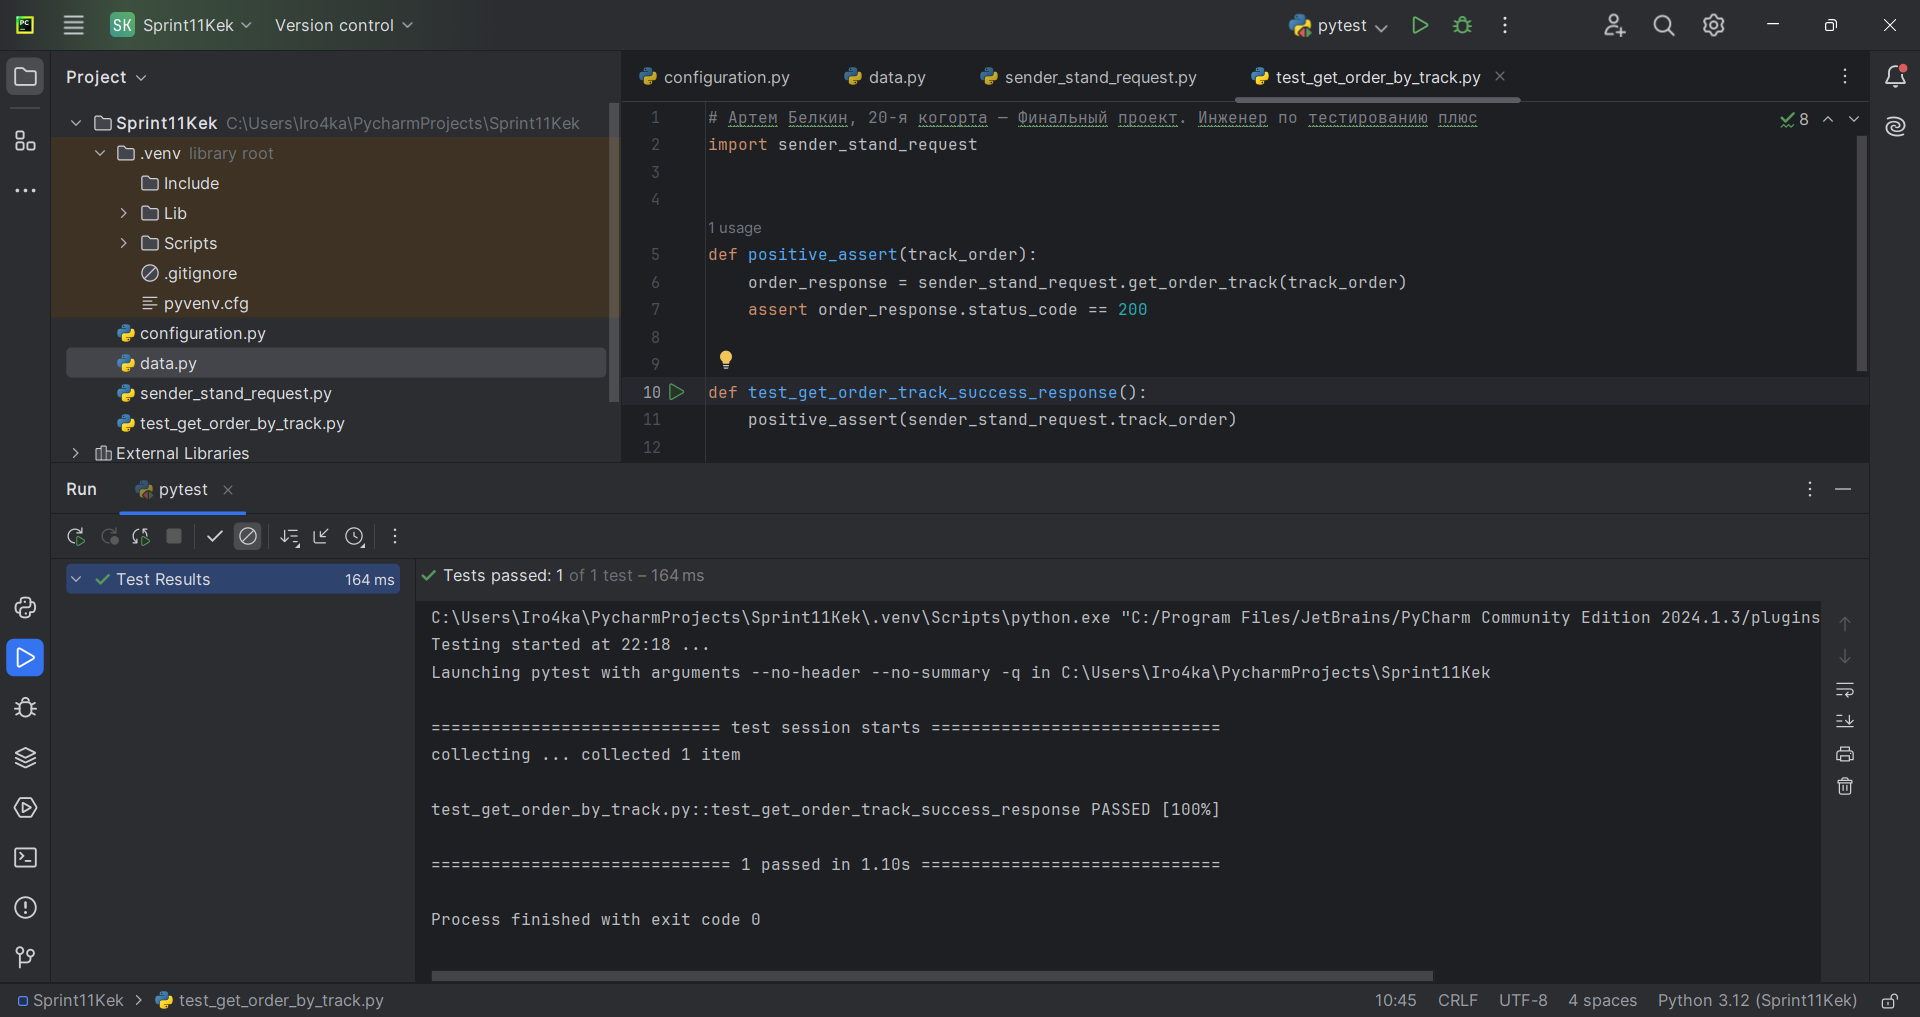 PC
SK Sprint11Kek Version control pytest
Project
configuration.py data.py sender_stand_request.py test_get_order_by_track.py
Sprint11Kek C:\Users\Iro4ka\PycharmProjects\Sprint11Kek
.venv library root
Include
Lib
Scripts
.gitignore
pyvenv.cfg
configuration.py
data.py
sender_stand_request.py
test_get_order_by_track.py
External Libraries
1 # Артем Белкин, 20-я когорта — Финальный проект. Инженер по тестированию плюс 8
2 import sender_stand_request
3
4
1 usage
5 def positive_assert(track_order):
6 order_response = sender_stand_request.get_order_track(track_order)
7 assert order_response.status_code == 200
8
9
10 def test_get_order_track_success_response():
11 positive_assert(sender_stand_request.track_order)
12
Run pytest
Test Results 164 ms
Tests passed: 1 of 1 test – 164 ms
C:\Users\Iro4ka\PycharmProjects\Sprint11Kek\.venv\Scripts\python.exe "C:/Program Files/JetBrains/PyCharm Community Edition 2024.1.3/plugins
Testing started at 22:18 ...
Launching pytest with arguments --no-header --no-summary -q in C:\Users\Iro4ka\PycharmProjects\Sprint11Kek
============================= test session starts =============================
collecting ... collected 1 item
test_get_order_by_track.py::test_get_order_track_success_response PASSED [100%]
============================== 1 passed in 1.10s ==============================
Process finished with exit code 0
Sprint11Kek test_get_order_by_track.py 10:45 CRLF UTF-8 4 spaces Python 3.12 (Sprint11Kek)